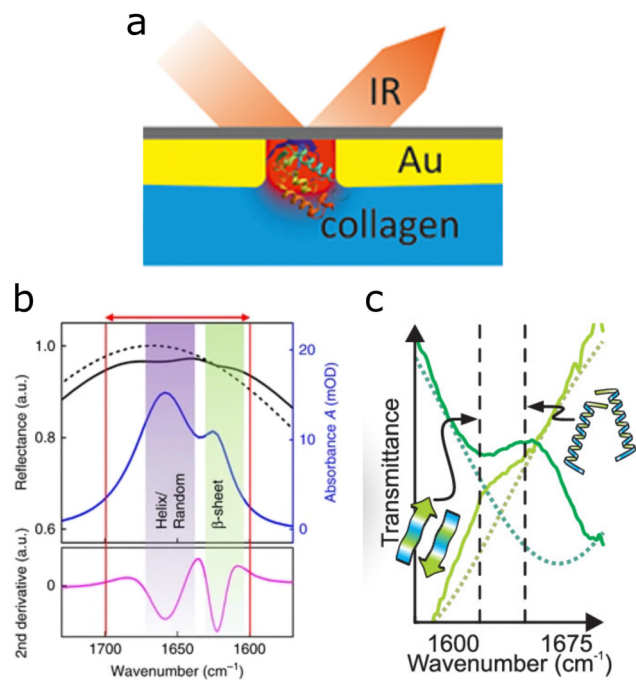 a
IR
Au
collagen
b
Reflectance (a.u.)
1.0
0.8
0.6
Helix/
Random
β-sheet
20
10
0
Absorbance A (mOD)
2nd derivative (a.u.)
0
1700
1650
1600
Wavenumber (cm⁻¹)
c
Transmittance
1600
1675
Wavenumber (cm⁻¹)